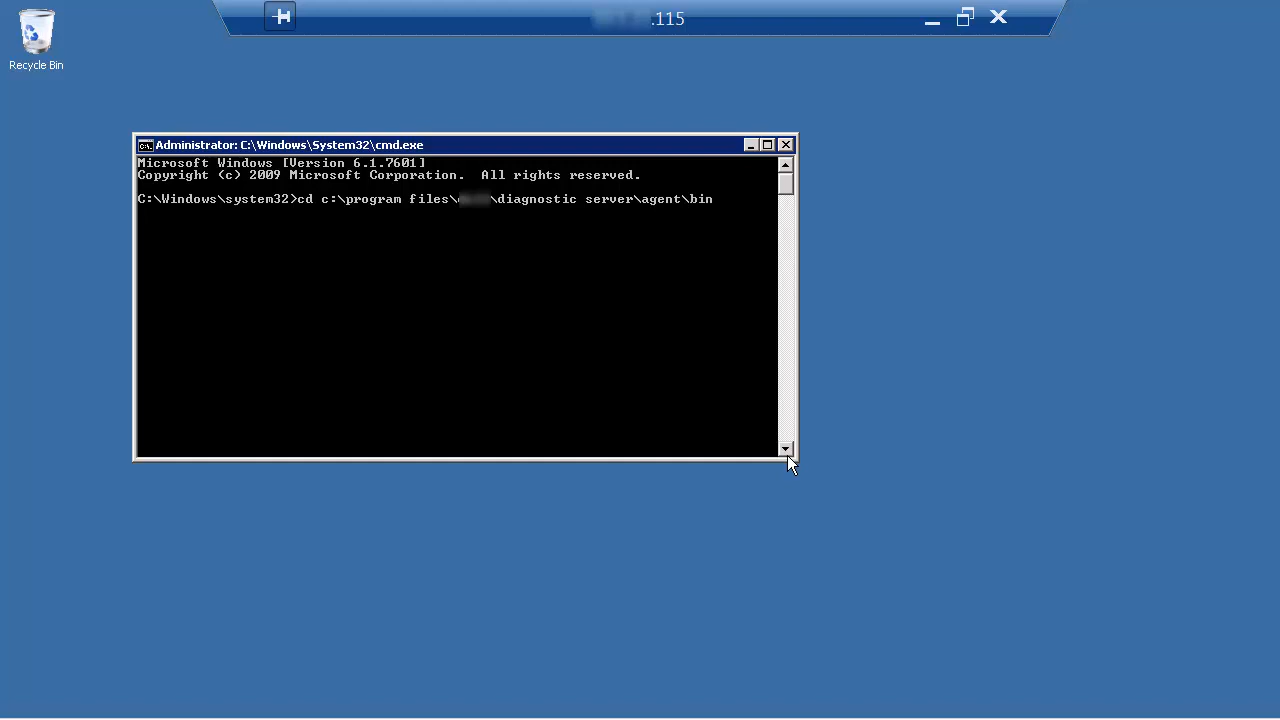 .115
Recycle Bin
Administrator: C:\Windows\System32\cmd.exe
Microsoft Windows [Version 6.1.7601]
Copyright (c) 2009 Microsoft Corporation.  All rights reserved.
C:\Windows\system32>cd c:\program files\ \diagnostic server\agent\bin